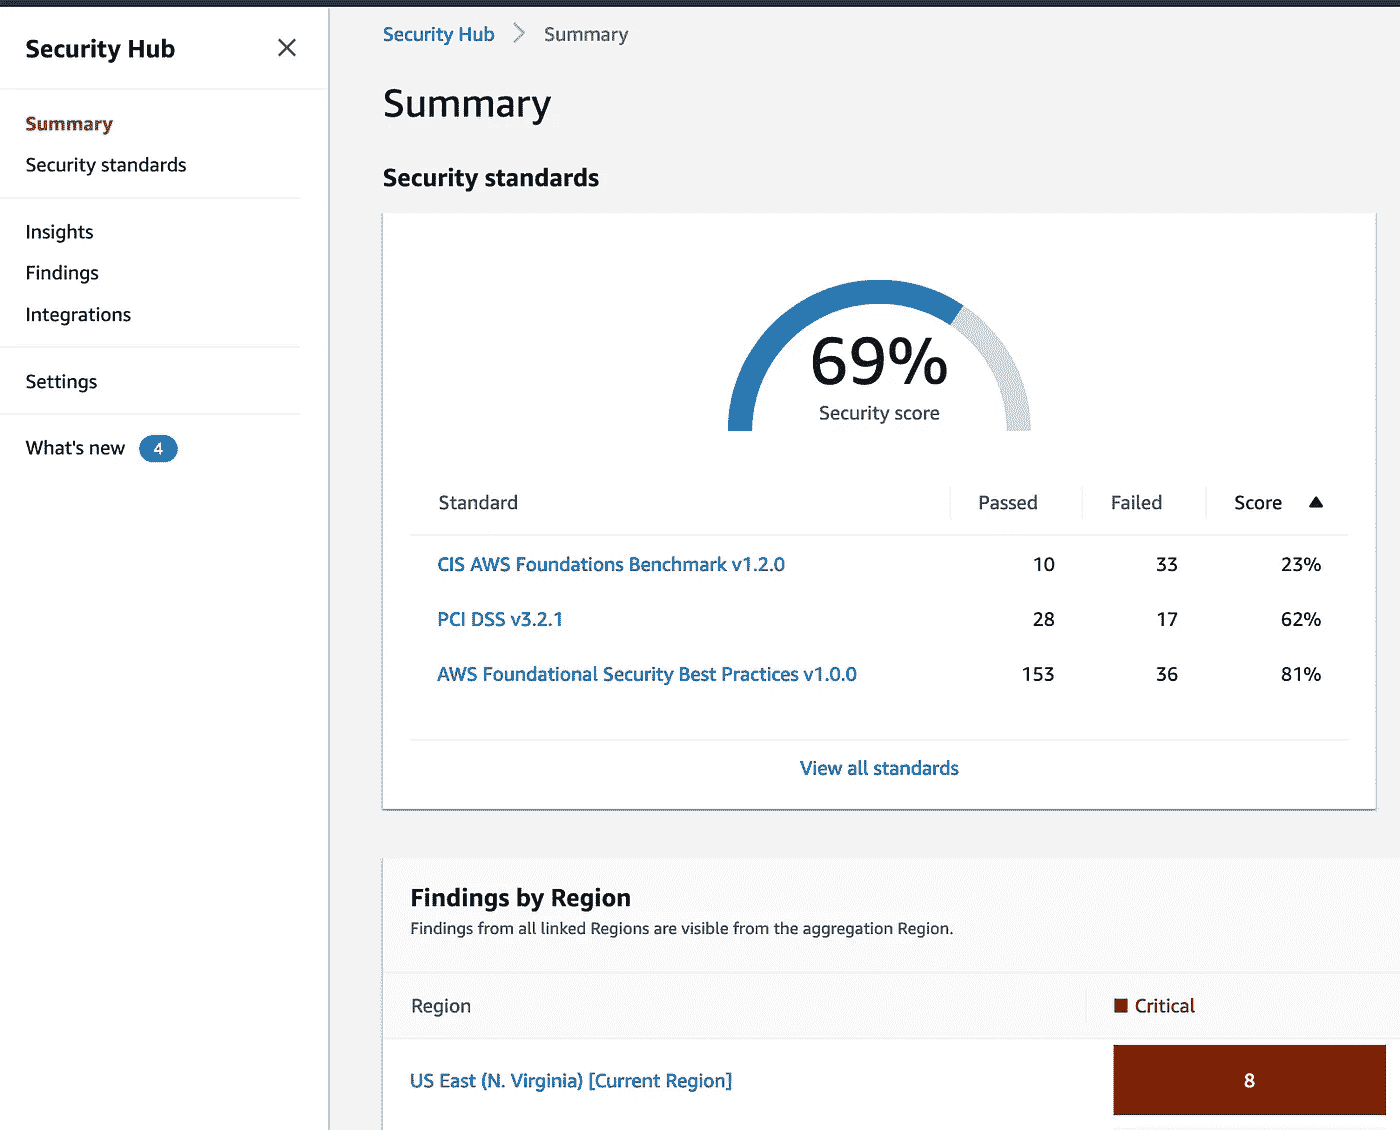 Security Hub
Summary
Security standards
Insights
Findings
Integrations
Settings
What's new 4
Security Hub Summary
Summary
Security standards
69%
Security score
Standard Passed Failed Score
CIS AWS Foundations Benchmark v1.2.0 10 33 23%
PCI DSS v3.2.1 28 17 62%
AWS Foundational Security Best Practices v1.0.0 153 36 81%
View all standards
Findings by Region
Findings from all linked Regions are visible from the aggregation Region.
Region Critical
US East (N. Virginia) [Current Region] 8